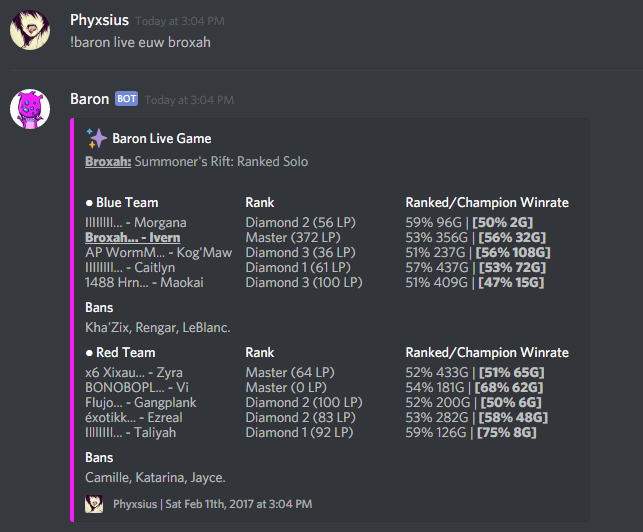 Phyxsius Today at 3:04 PM
!baron live euw broxah
Baron BOT Today at 3:04 PM
Baron Live Game
Broxah: Summoner's Rift: Ranked Solo
● Blue Team Rank Ranked/Champion Winrate
IIIIIIII... - Morgana Diamond 2 (56 LP) 59% 96G | [50% 2G]
Broxah... - Ivern Master (372 LP) 53% 356G | [56% 32G]
AP WormM... - Kog'Maw Diamond 3 (36 LP) 51% 237G | [56% 108G]
IIIIIIII... - Caitlyn Diamond 1 (61 LP) 57% 437G | [53% 72G]
1488 Hrn... - Maokai Diamond 3 (100 LP) 51% 409G | [47% 15G]
Bans
Kha'Zix, Rengar, LeBlanc.
● Red Team Rank Ranked/Champion Winrate
x6 Xixau... - Zyra Master (64 LP) 52% 433G | [51% 65G]
BONOBOPL... - Vi Master (0 LP) 54% 181G | [68% 62G]
Flujo... - Gangplank Diamond 2 (100 LP) 52% 200G | [50% 6G]
éxotikk... - Ezreal Diamond 2 (83 LP) 53% 282G | [58% 48G]
IIIIIIII... - Taliyah Diamond 1 (92 LP) 59% 126G | [75% 8G]
Bans
Camille, Katarina, Jayce.
Phyxsius | Sat Feb 11th, 2017 at 3:04 PM